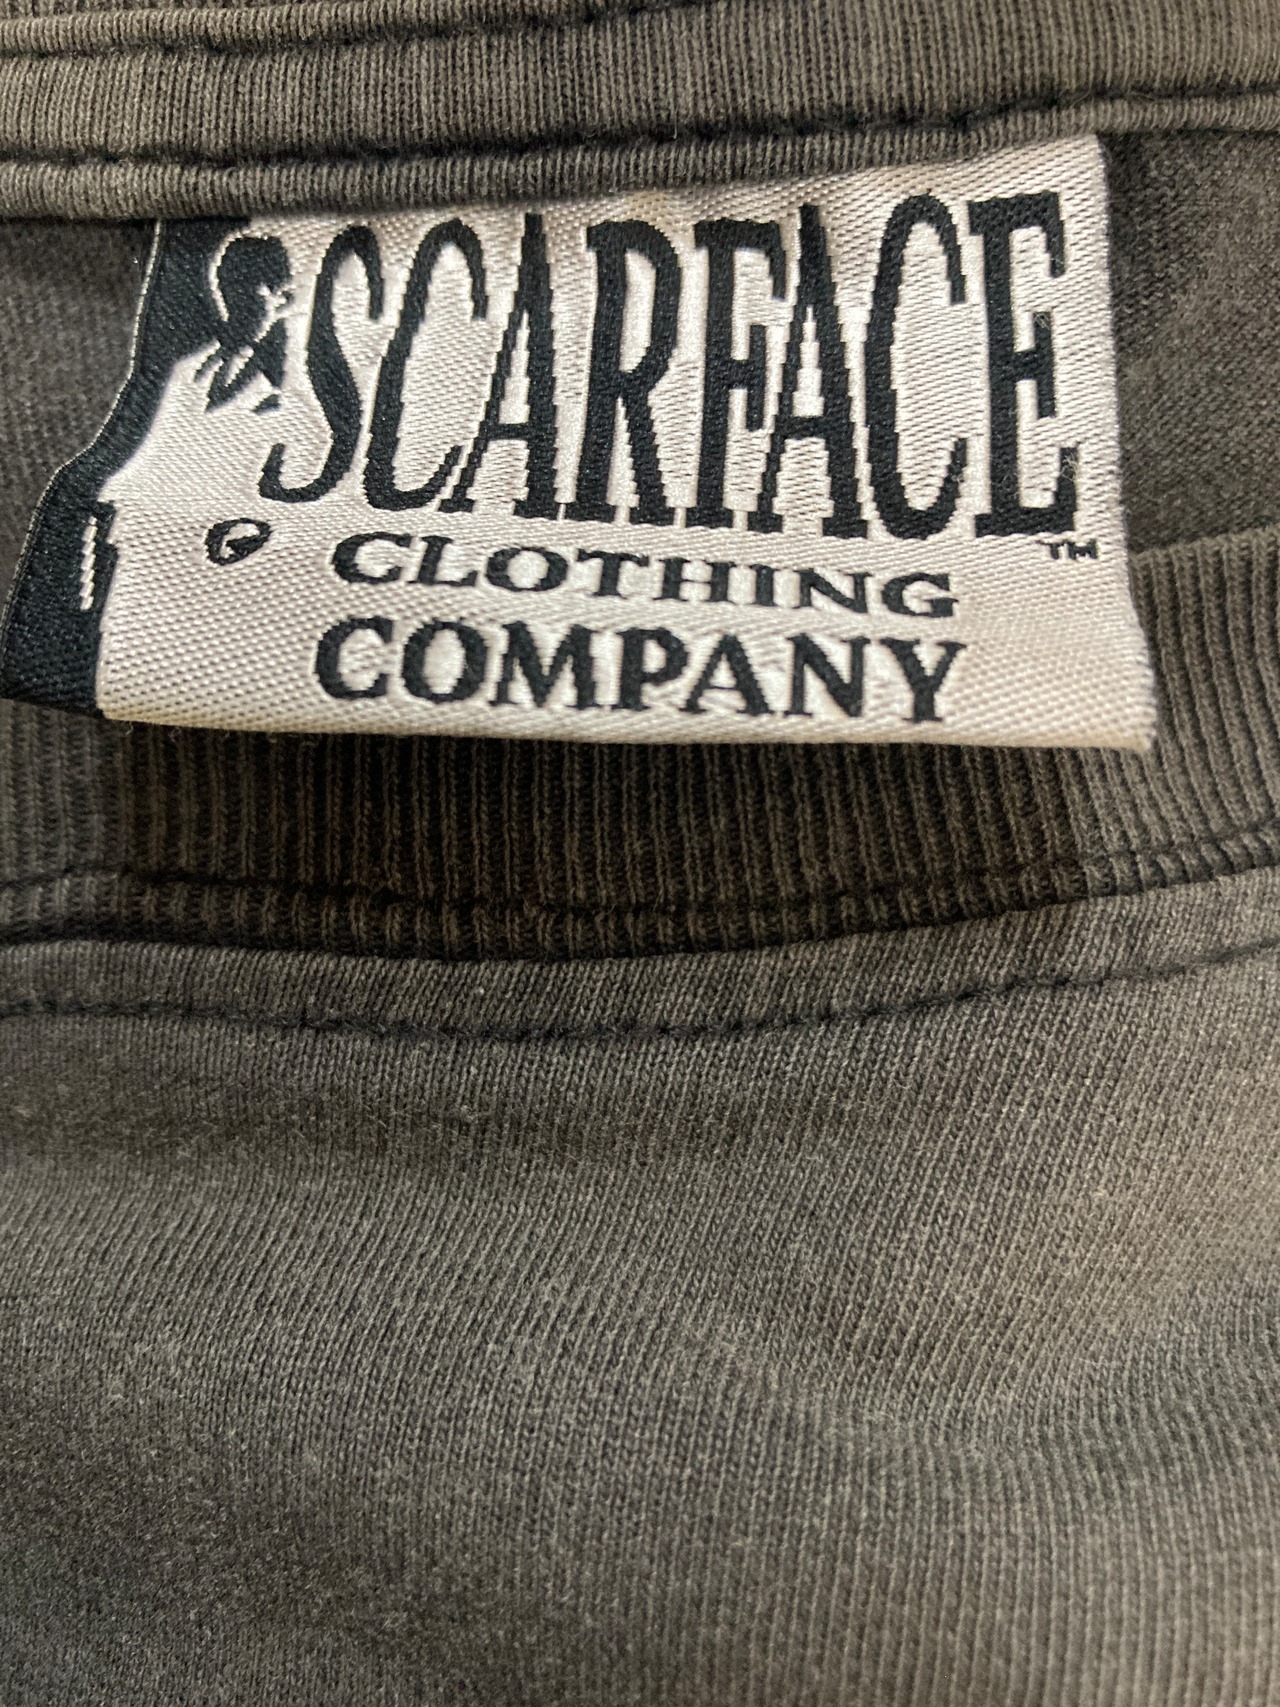 SCARFACE
™
CLOTHING
COMPANY